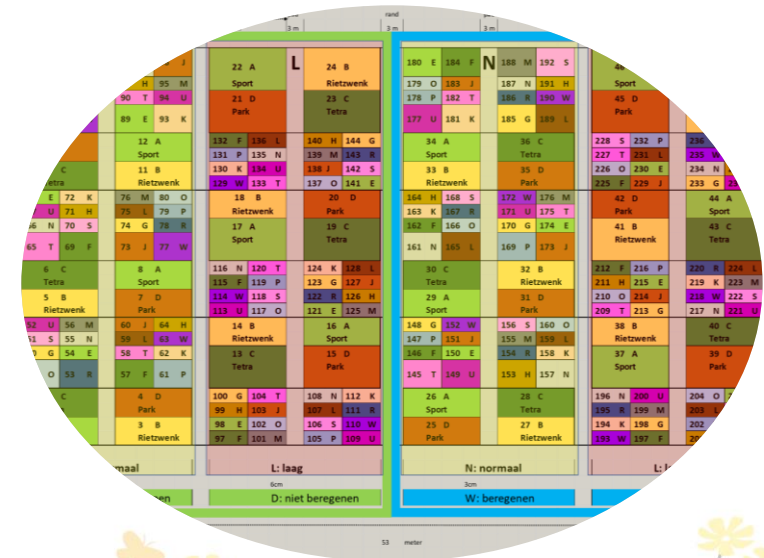 rand
3 m
3 m
3 m
J
H 95 M
90 T 94 U
89 E 93 K
12 A
Sport
11 B
Rietzwenk
C
Tetra
E 72 K
U 71 H
N 70 S
65 T 69 F
76 M 80 O
75 L 79 P
74 G 78 R
73 J 77 W
6 C
Tetra
5 B
Rietzwenk
8 A
Sport
7 D
Park
52 U 56 M
51 S 55 N
G 54 E
O 53 R
60 J 64 H
59 L 63 W
58 T 62 K
57 F 61 P
4 D
Park
3 B
Rietzwenk
L
22 A
Sport
21 D
Park
24 B
Rietzwenk
23 C
Tetra
132 F 136 L
131 P 135 N
130 K 134 U
129 W 133 T
140 H 144 G
139 M 143 R
138 J 142 S
137 O 141 E
18 B
Rietzwenk
17 A
Sport
20 D
Park
19 C
Tetra
116 N 120 T
115 F 119 P
114 W 118 S
113 U 117 O
124 K 128 L
123 G 127 J
122 R 126 H
121 E 125 M
14 B
Rietzwenk
13 C
Tetra
16 A
Sport
15 D
Park
100 G 104 T
99 H 103 J
98 E 102 O
97 F 101 M
108 N 112 K
107 L 111 R
106 S 110 W
105 P 109 U
N
180 E 184 F
179 O 183 J
178 P 182 T
177 U 181 K
188 M 192 S
187 N 191 H
186 R 190 W
185 G 189 L
34 A
Sport
33 B
Rietzwenk
36 C
Tetra
35 D
Park
164 H 168 S
163 K 167 R
162 F 166 O
161 N 165 L
172 W 176 M
171 U 175 T
170 G 174 E
169 P 173 J
30 C
Tetra
29 A
Sport
32 B
Rietzwenk
31 D
Park
148 G 152 W
147 P 151 J
146 F 150 E
145 T 149 U
156 S 160 O
155 M 159 L
154 R 158 K
153 H 157 N
26 A
Sport
25 D
Park
28 C
Tetra
27 B
Rietzwenk
45 D
Park
228 S 232 P
227 T 231 L
226 O 230 E
225 F 229 J
236
235 W
234 N
233 G
42 D
Park
41 B
Rietzwenk
44 A
Sport
43 C
Tetra
212 F 216 P
211 H 215 E
210 O 214 J
209 T 213 G
220 R 224 L
219 K 223 M
218 W 222 S
217 N 221 U
38 B
Rietzwenk
37 A
Sport
40 C
Tetra
39 D
Park
196 N 200 U
195 R 199 M
194 K 198 G
193 W 197 F
204 O
203 L
202
maal
L: laag
N: normaal
L:
6cm
3cm
en
D: niet beregenen
W: beregenen
53 meter